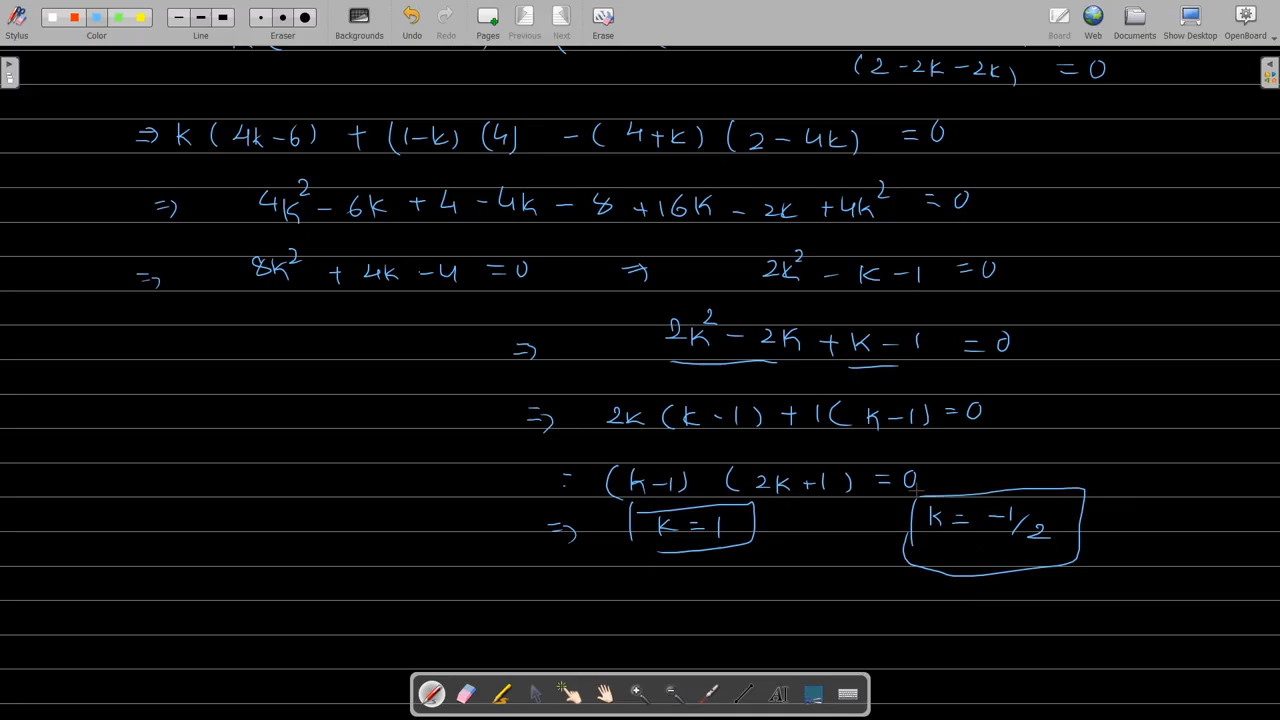 Stylus Color Line Eraser Backgrounds Undo Redo Pages Previous Next Erase Board Web Documents Show Desktop OpenBoard
(2 - 2k - 2k) = 0
⇒ k (4k-6) + (1-k) (4) - (4+k) (2 - 4k) = 0
⇒ 4k² - 6k + 4 - 4k - 8 + 16k - 2k + 4k² = 0
⇒ 8k² + 4k - 4 = 0 ⇒ 2k² - k - 1 = 0
⇒ 2k² - 2k + k - 1 = 0
⇒ 2k (k - 1) + 1 (k-1) = 0
= (k-1) (2k+1) = 0
⇒ k = 1 k = -1/2